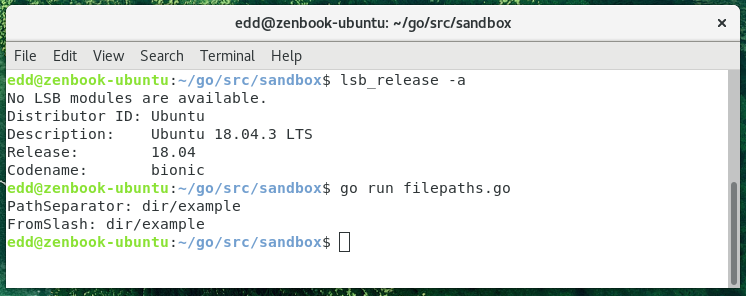 edd@zenbook-ubuntu: ~/go/src/sandbox
×
File Edit View Search Terminal Help
edd@zenbook-ubuntu:~/go/src/sandbox$ lsb_release -a
No LSB modules are available.
Distributor ID: Ubuntu
Description:    Ubuntu 18.04.3 LTS
Release:        18.04
Codename:       bionic
edd@zenbook-ubuntu:~/go/src/sandbox$ go run filepaths.go
PathSeparator: dir/example
FromSlash: dir/example
edd@zenbook-ubuntu:~/go/src/sandbox$